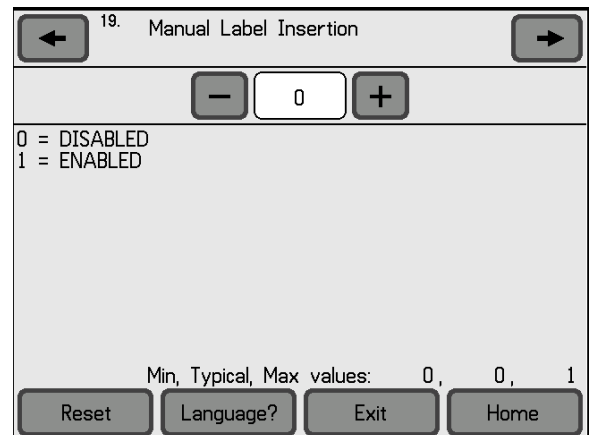 19. Manual Label Insertion
0
0 = DISABLED
1 = ENABLED
Min, Typical, Max values: 0, 0, 1
Reset Language? Exit Home